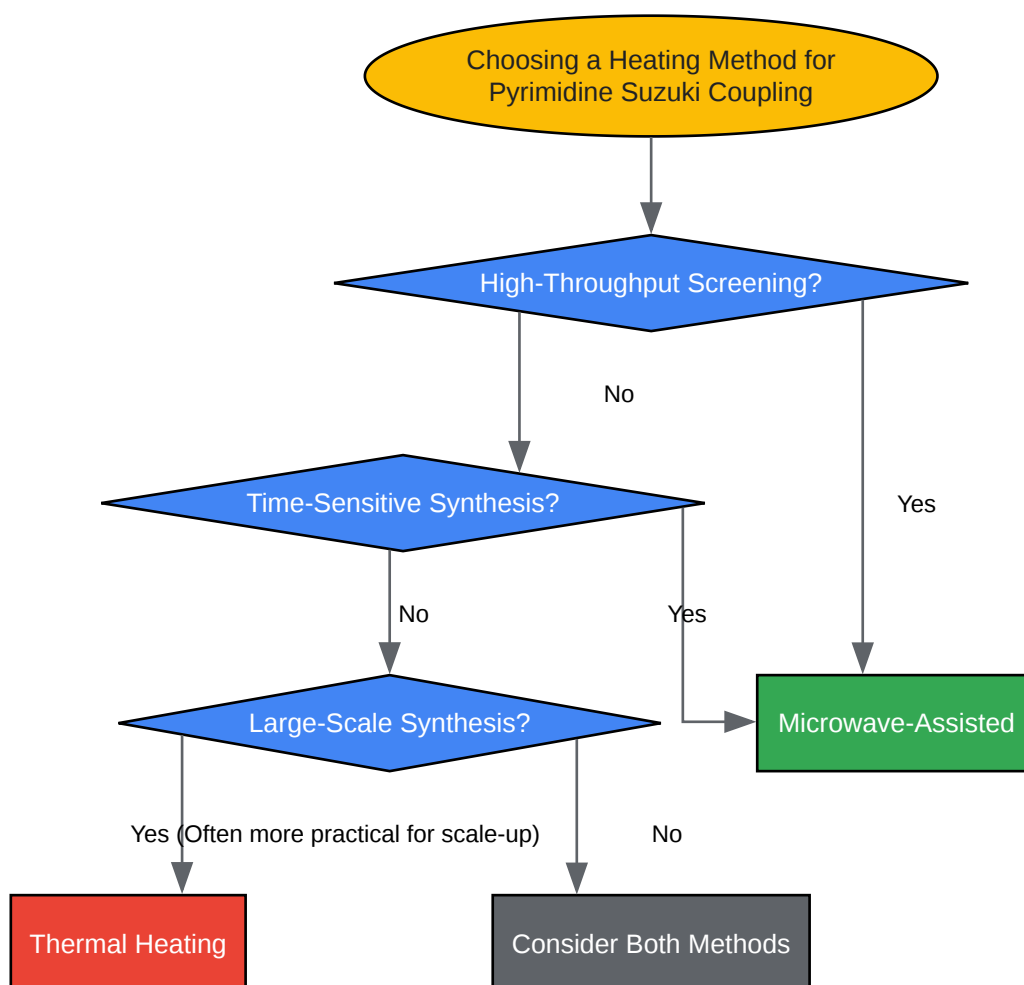 Choosing a Heating Method for
Pyrimidine Suzuki Coupling
High-Throughput Screening?
No
Yes
Time-Sensitive Synthesis?
No
Yes
Large-Scale Synthesis?
Microwave-Assisted
Yes (Often more practical for scale-up)
No
Thermal Heating
Consider Both Methods